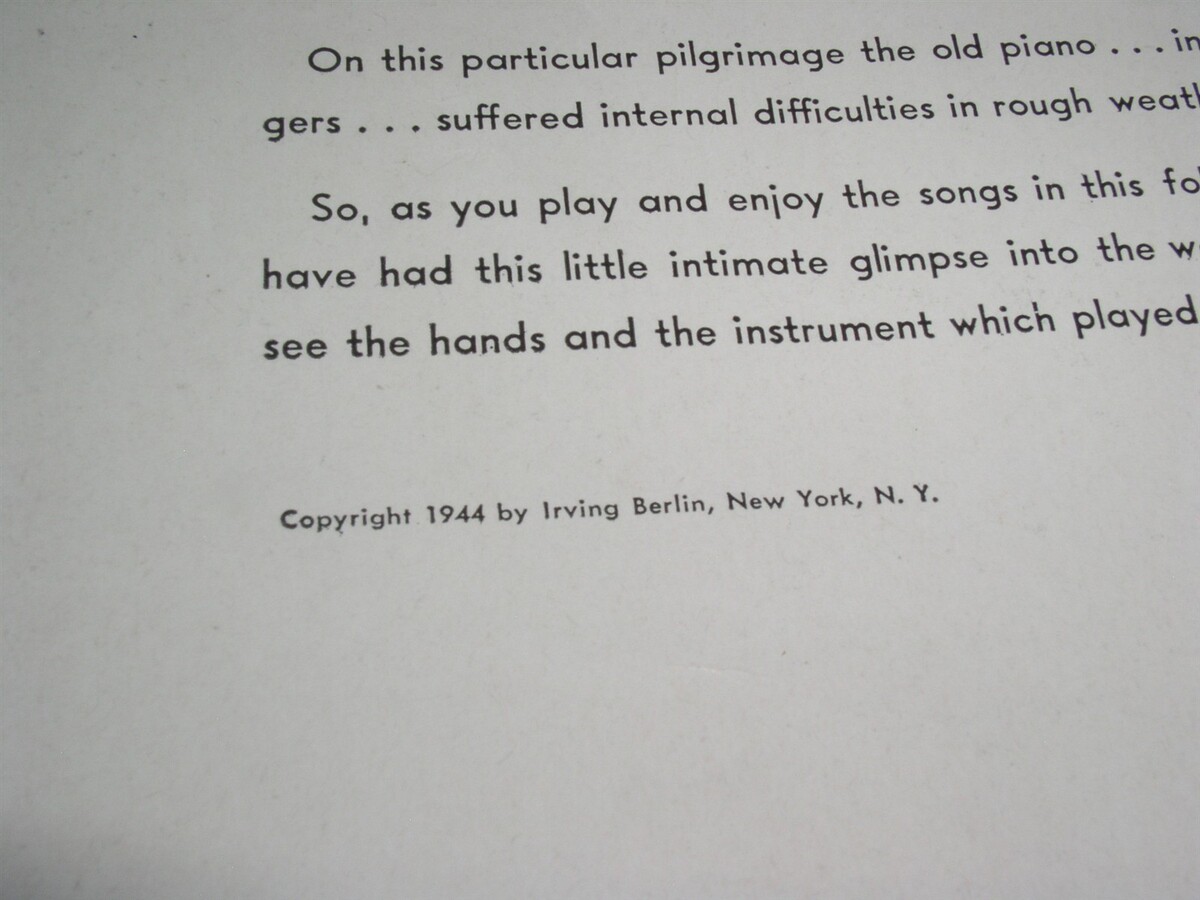 On this particular pilgrimage the old piano . . . in
gers . . . suffered internal difficulties in rough
So, as you play and enjoy the songs in this
have had this little intimate glimpse into the
see the hands and the instrument which played
Copyright 1944 by Irving Berlin, New York, N. Y.